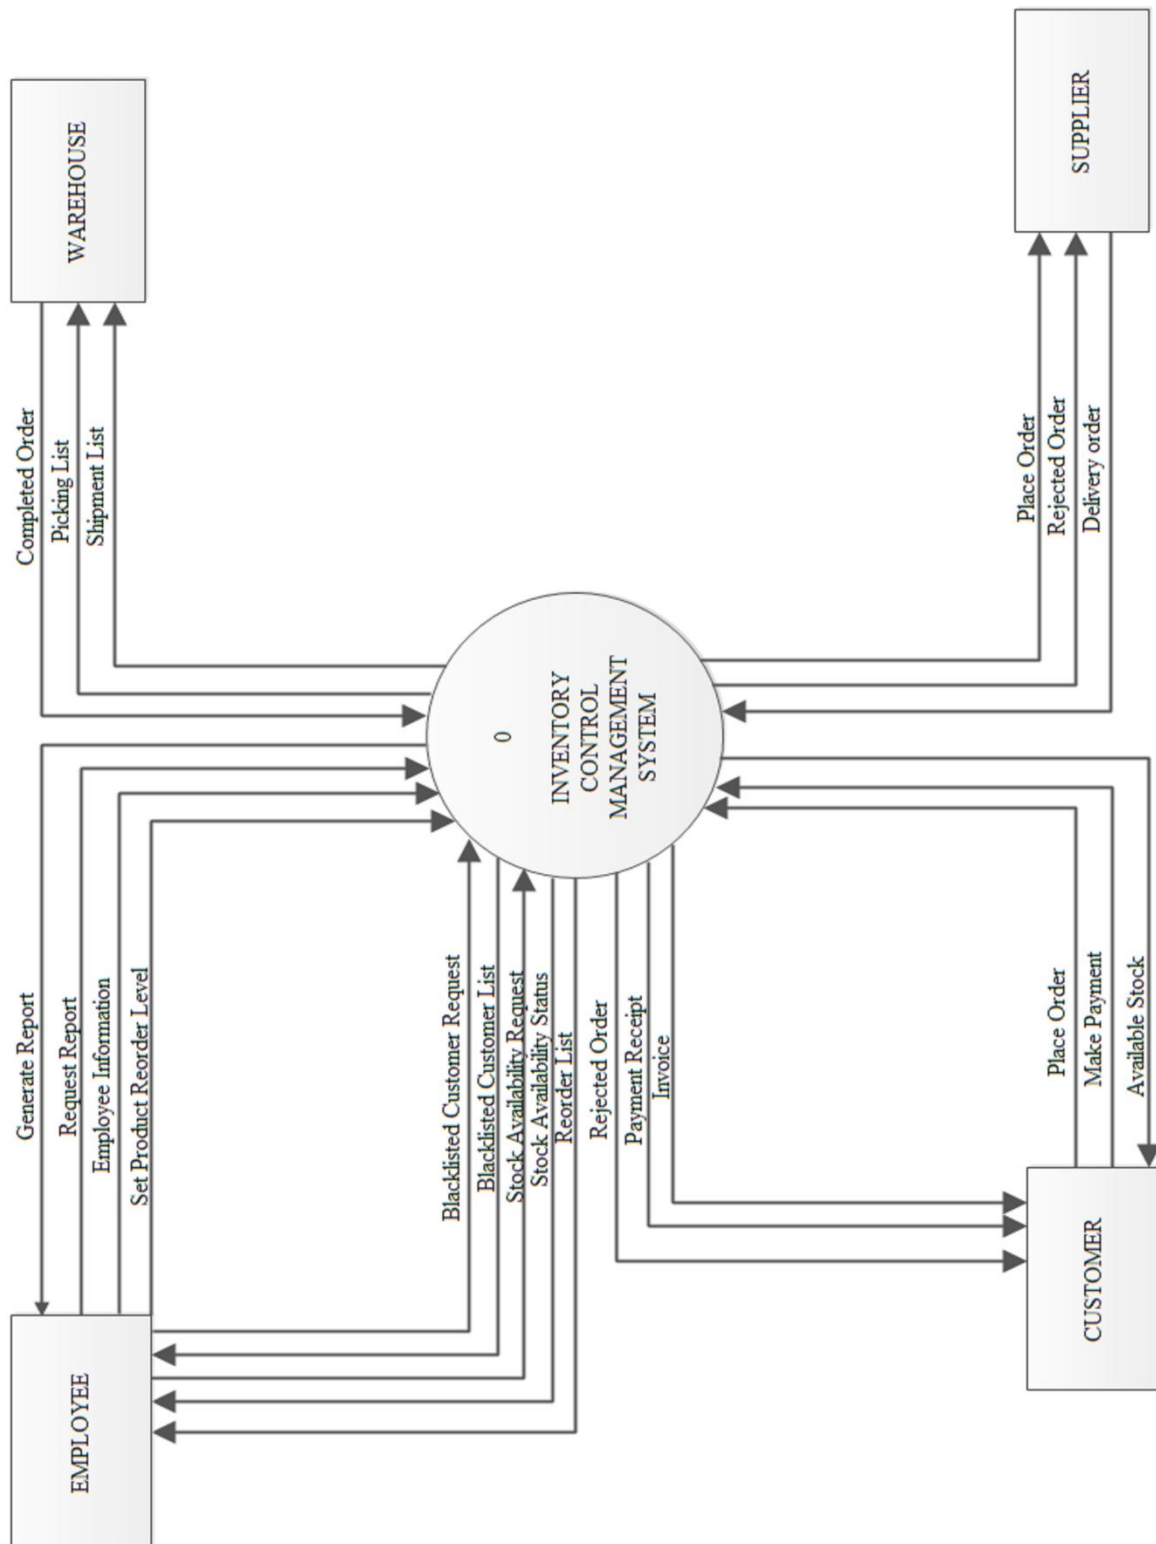 EMPLOYEE
Generate Report
Request Report
Employee Information
Set Product Reorder Level
Completed Order
Picking List
Shipment List
WAREHOUSE
Blacklisted Customer Request
Blacklisted Customer List
Stock Availability Request
Stock Availability Status
Reorder List
0
INVENTORY
CONTROL
MANAGEMENT
SYSTEM
Rejected Order
Payment Receipt
Invoice
CUSTOMER
Place Order
Make Payment
Available Stock
Place Order
Rejected Order
Delivery order
SUPPLIER